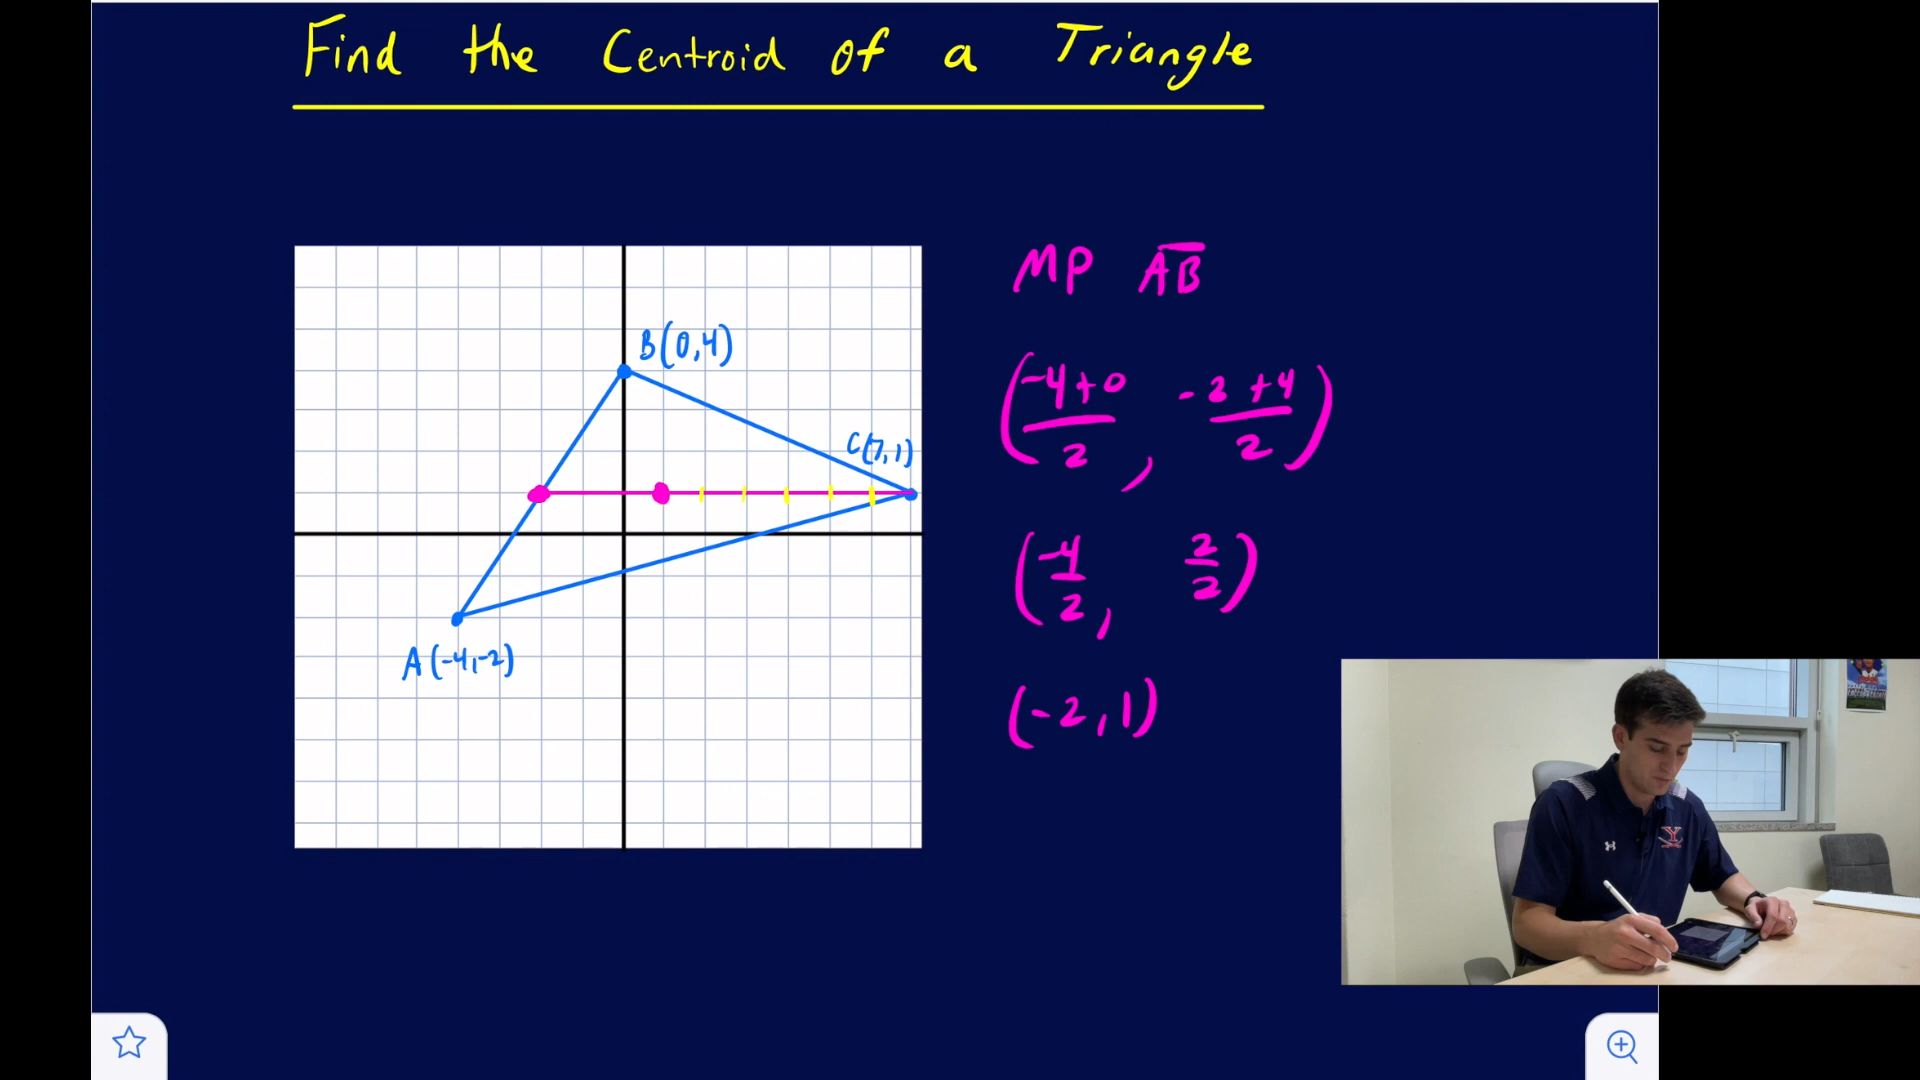 Find the Centroid of a Triangle
B(0,4)
C(7,1)
A(-4,-2)
MP AB
(-4+0/2, -2+4/2)
(-4/2, 2/2)
(-2,1)
Y